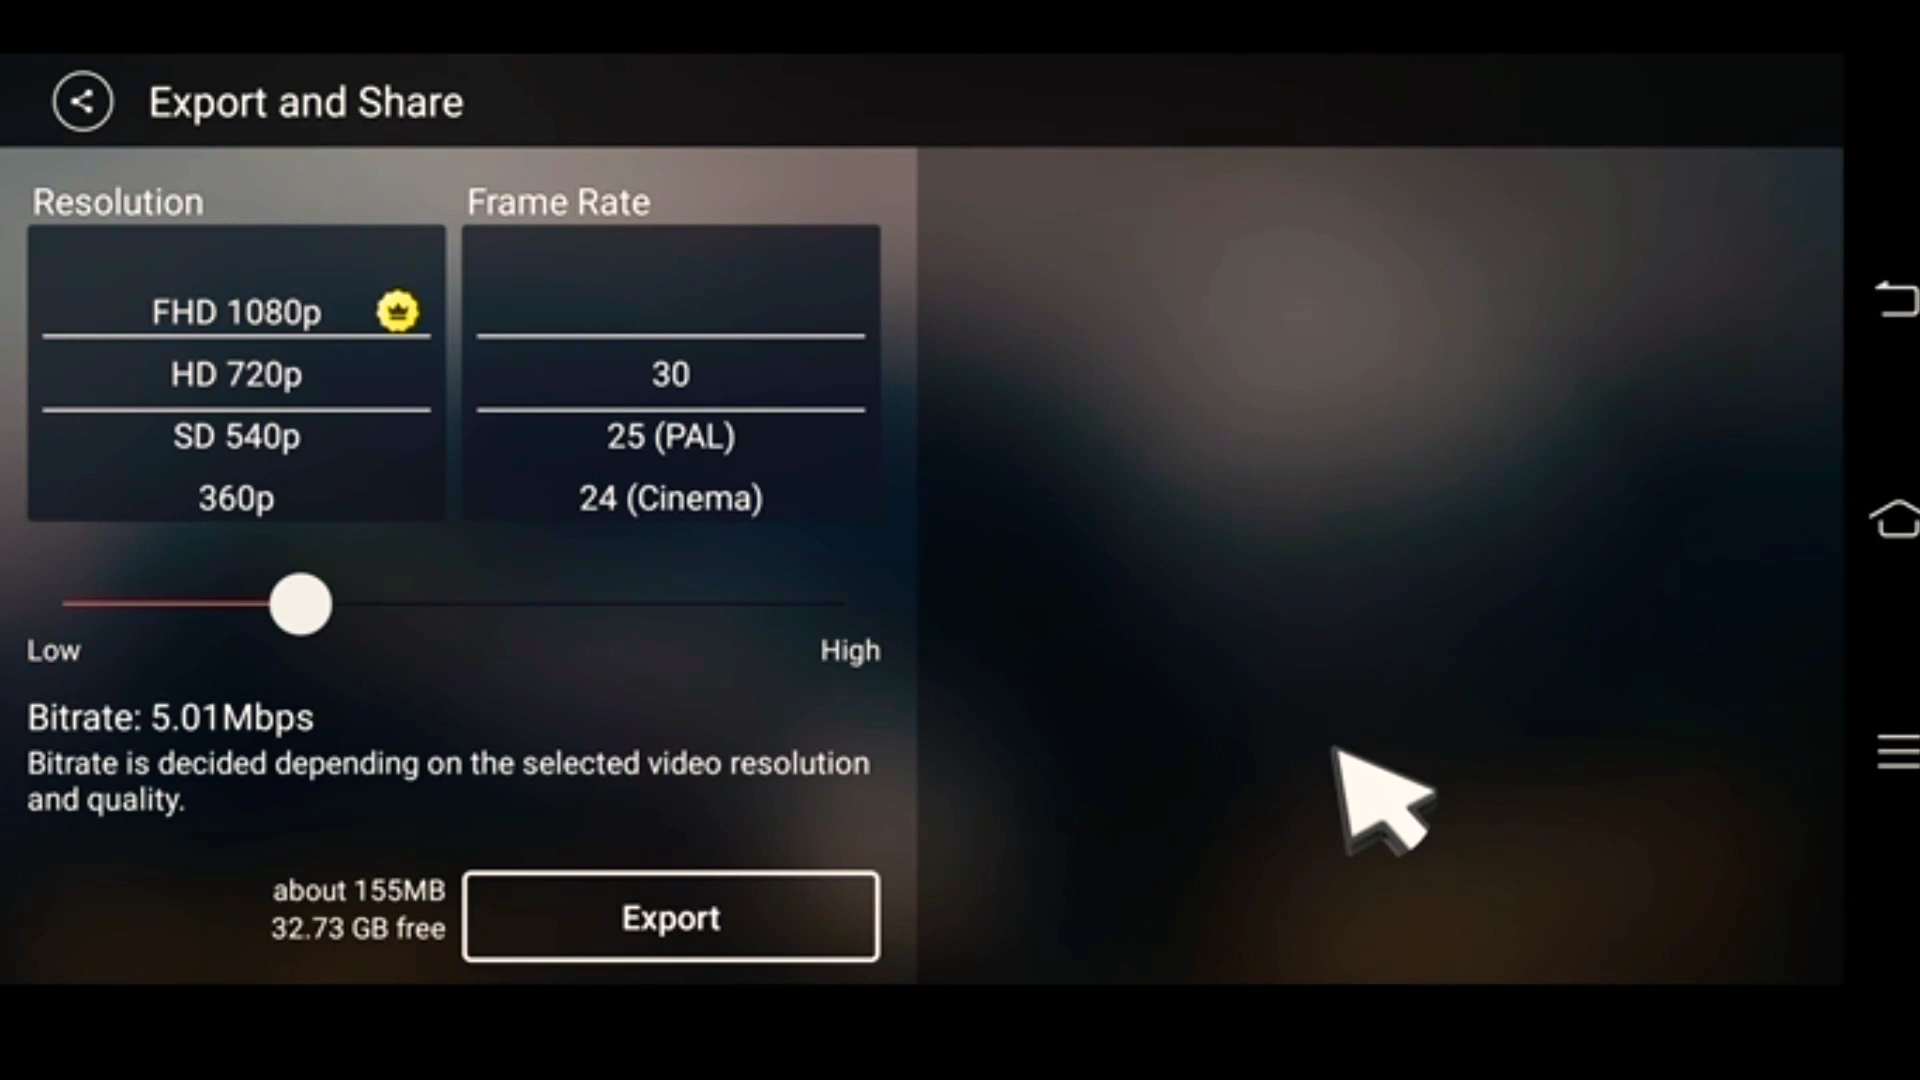 Export and Share
Resolution
FHD 1080p
HD 720p
SD 540p
360p
Frame Rate
30
25 (PAL)
24 (Cinema)
Low
High
Bitrate: 5.01Mbps
Bitrate is decided depending on the selected video resolution
and quality.
about 155MB
32.73 GB free
Export